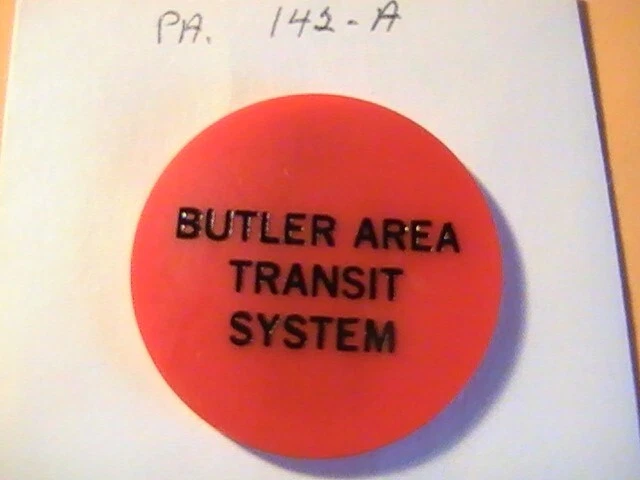 PA. 142-A
BUTLER AREA
TRANSIT
SYSTEM